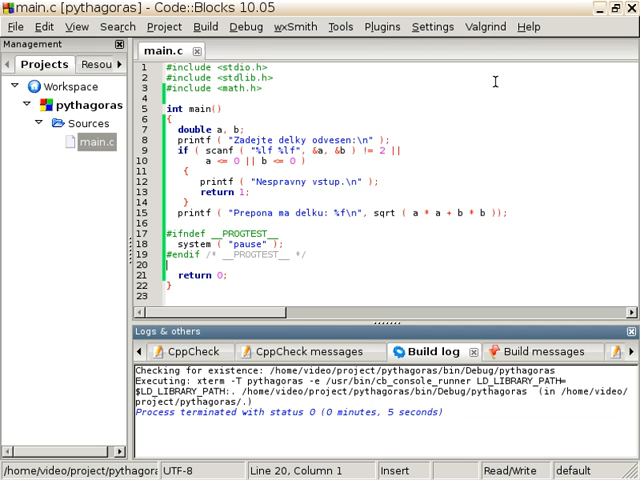 main.c [pythagoras] - Code::Blocks 10.05
File Edit View Search Project Build Debug wxSmith Tools Plugins Settings Valgrind Help
Management
Projects Resou
main.c
Workspace
pythagoras
Sources
main.c
1 #include <stdio.h>
2 #include <stdlib.h>
3 #include <math.h>
4
5 int main()
6 {
7 double a, b;
8 printf ( "Zadejte delky odvesen:\n" );
9 if ( scanf ( "%lf %lf", &a, &b ) != 2 ||
10 a <= 0 || b <= 0 )
11 {
12 printf ( "Nespravny vstup.\n" );
13 return 1;
14 }
15 printf ( "Prepona ma delku: %f\n", sqrt ( a * a + b * b ));
16
17 #ifndef __PROGTEST__
18 system ( "pause" );
19 #endif /* __PROGTEST__ */
20
21 return 0;
22 }
23
Logs & others
CppCheck CppCheck messages Build log Build messages
Checking for existence: /home/video/project/pythagoras/bin/Debug/pythagoras
Executing: xterm -T pythagoras -e /usr/bin/cb_console_runner LD_LIBRARY_PATH=
$LD_LIBRARY_PATH:. /home/video/project/pythagoras/bin/Debug/pythagoras (in /home/video/
project/pythagoras/.)
Process terminated with status 0 (0 minutes, 5 seconds)
/home/video/project/pythagora UTF-8 Line 20, Column 1 Insert Read/Write default